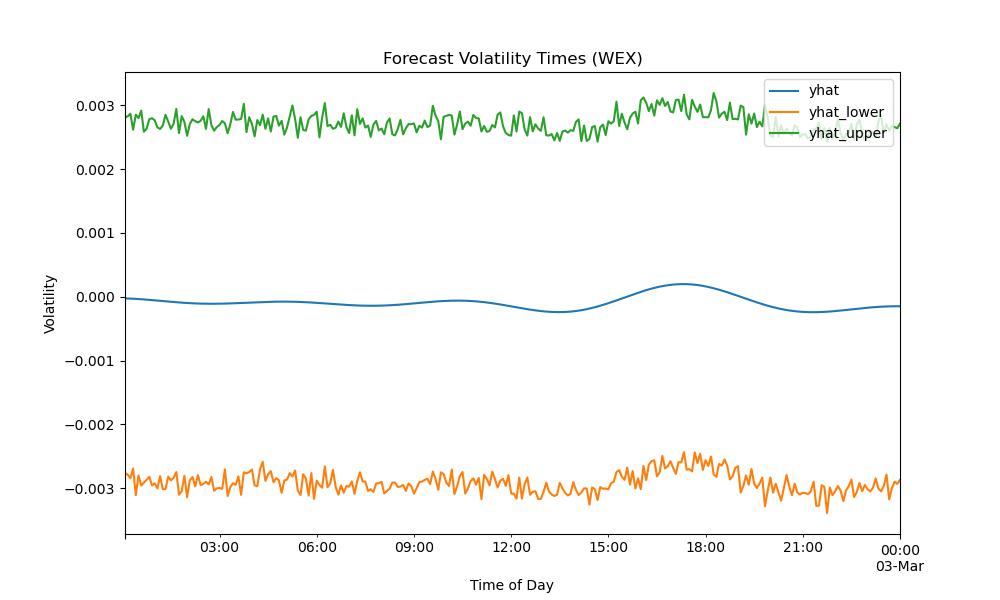 Forecast Volatility Times (WEX)
yhat
yhat_lower
yhat_upper
0.003
0.002
0.001
0.000
−0.001
−0.002
−0.003
Volatility
03:00
06:00
09:00
12:00
15:00
18:00
21:00
00:00
03-Mar
Time of Day